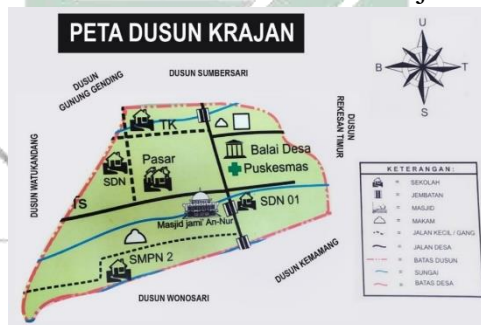 PETA DUSUN KRAJAN
U
B
T
S
DUSUN SUMBERSARI
DUSUN
GUNUNG GENDING
DUSUN
REKESAN TIMUR
DUSUN WATUKANDANG
TK
Balai Desa
Puskesmas
Pasar
SDN
TS
SDN 01
Masjid jami' An-Nur
SMPN 2
DUSUN KEMAMANG
DUSUN WONOSARI
KETERANGAN:
= SEKOLAH
= JEMBATAN
= MASJID
= MAKAM
= JALAN KECIL / GANG
= JALAN DESA
= BATAS DUSUN
= SUNGAI
= BATAS DESA